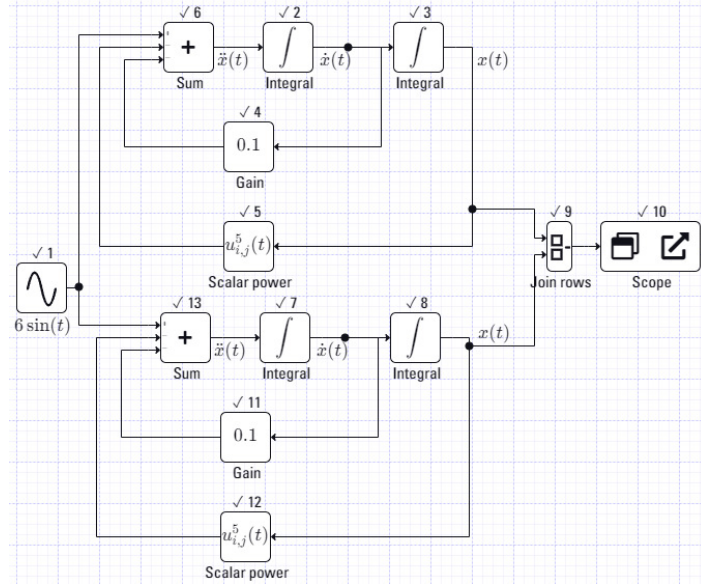 √ 6
√ 2
√ 3
+
∫
∫
ẍ(t)
ẋ(t)
x(t)
Sum
Integral
Integral
√ 4
0.1
Gain
√ 5
u⁵ᵢ,ⱼ(t)
Scalar power
√ 9
√ 10
Join rows
Scope
√ 1
6 sin(t)
√ 13
√ 7
√ 8
+
∫
∫
ẍ(t)
ẋ(t)
x(t)
Sum
Integral
Integral
√ 11
0.1
Gain
√ 12
u⁵ᵢ,ⱼ(t)
Scalar power